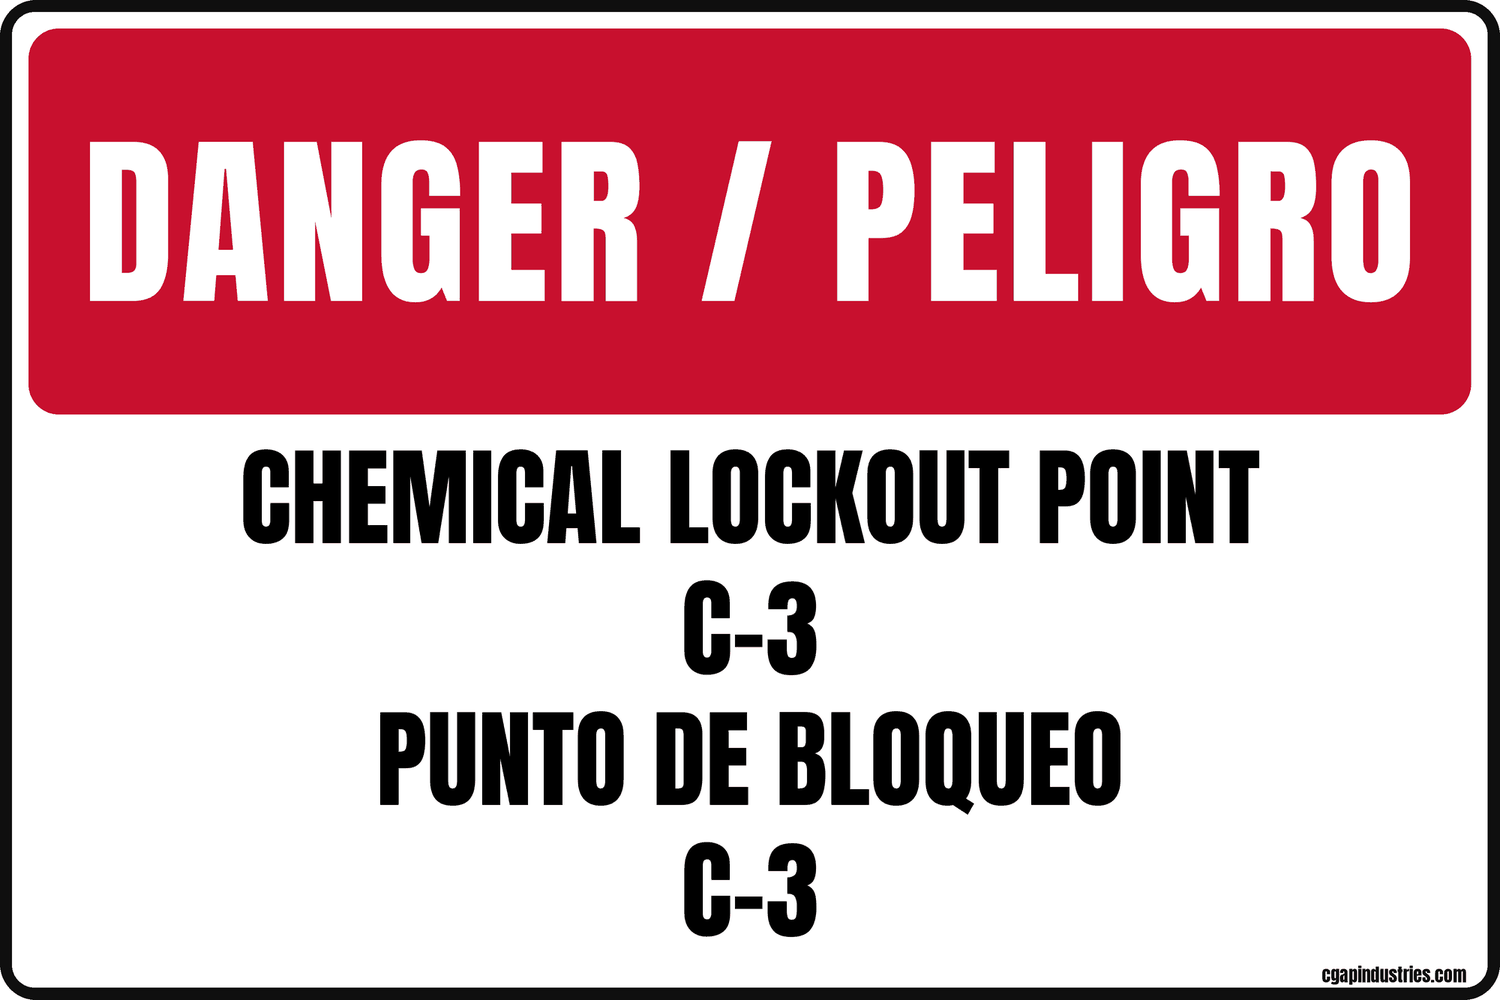 DANGER / PELIGRO
CHEMICAL LOCKOUT POINT
C-3
PUNTO DE BLOQUEO
C-3
cgapindustries.com